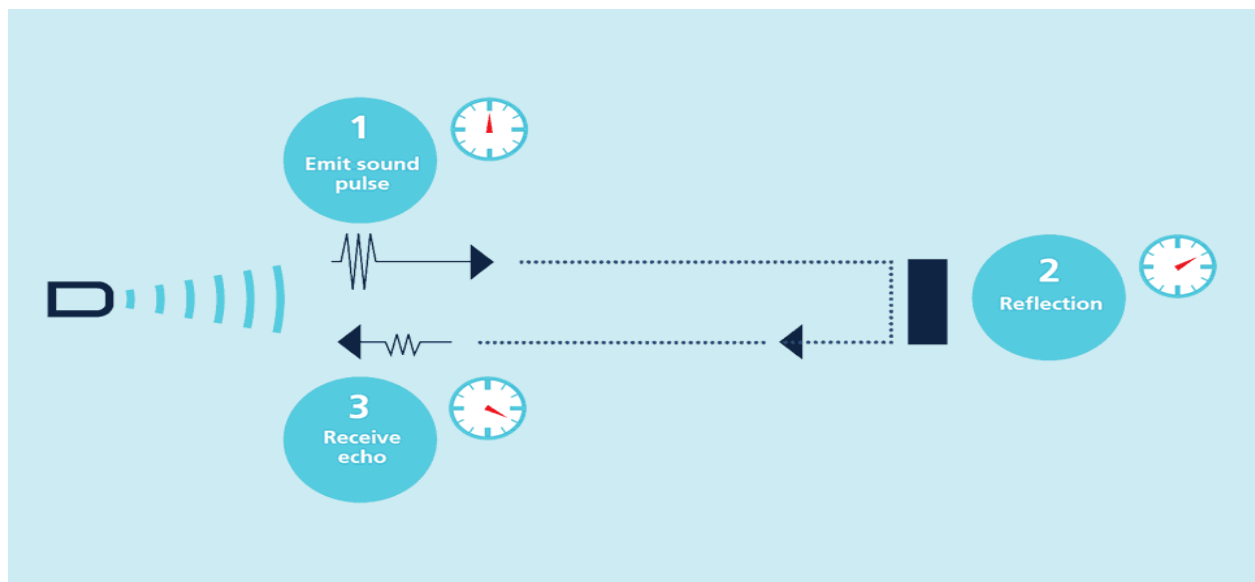 1
Emit sound
pulse
2
Reflection
3
Receive
echo